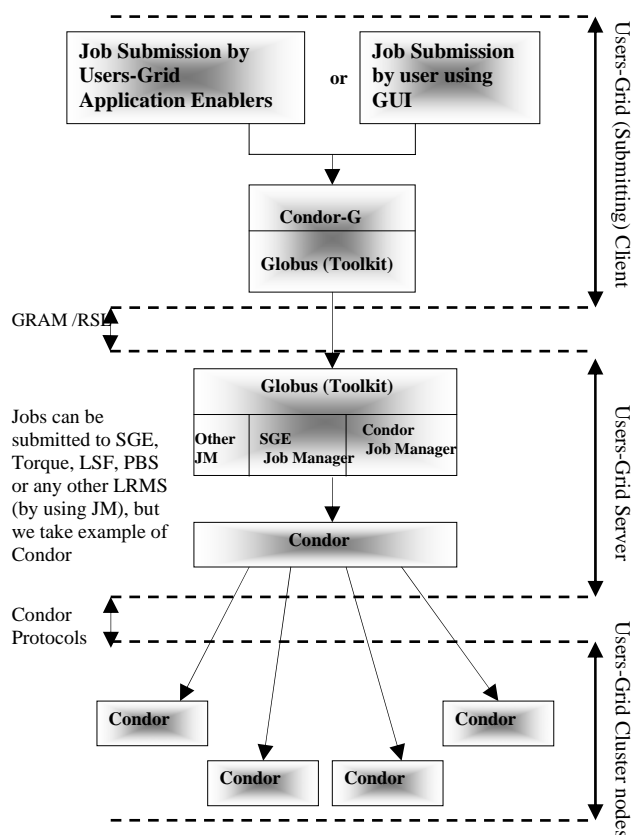 Job Submission by
Users-Grid
Application Enablers
or
Job Submission
by user using
GUI
Users-Grid (Submitting) Client
Condor-G
Globus (Toolkit)
GRAM /RSL
Globus (Toolkit)
Other
JM
SGE
Job Manager
Condor
Job Manager
Jobs can be
submitted to SGE,
Torque, LSF, PBS
or any other LRMS
(by using JM), but
we take example of
Condor
Users-Grid Server
Condor
Condor
Protocols
Condor
Condor
Condor
Condor
Users-Grid Cluster nodes